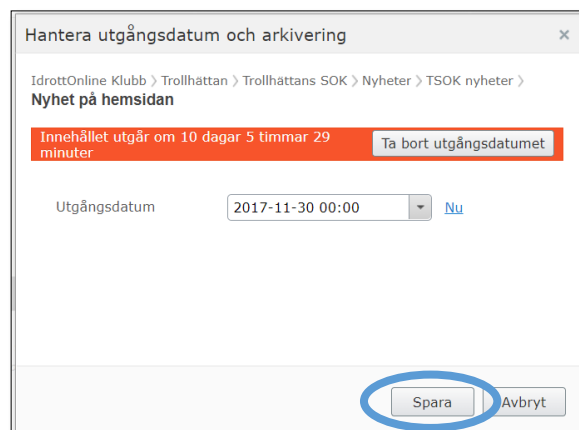 Hantera utgångsdatum och arkivering ×
IdrottOnline Klubb > Trollhättan > Trollhättans SOK > Nyheter > TSOK nyheter >
Nyhet på hemsidan
Innehållet utgår om 10 dagar 5 timmar 29
minuter
Ta bort utgångsdatumet
Utgångsdatum 2017-11-30 00:00 Nu
Spara Avbryt